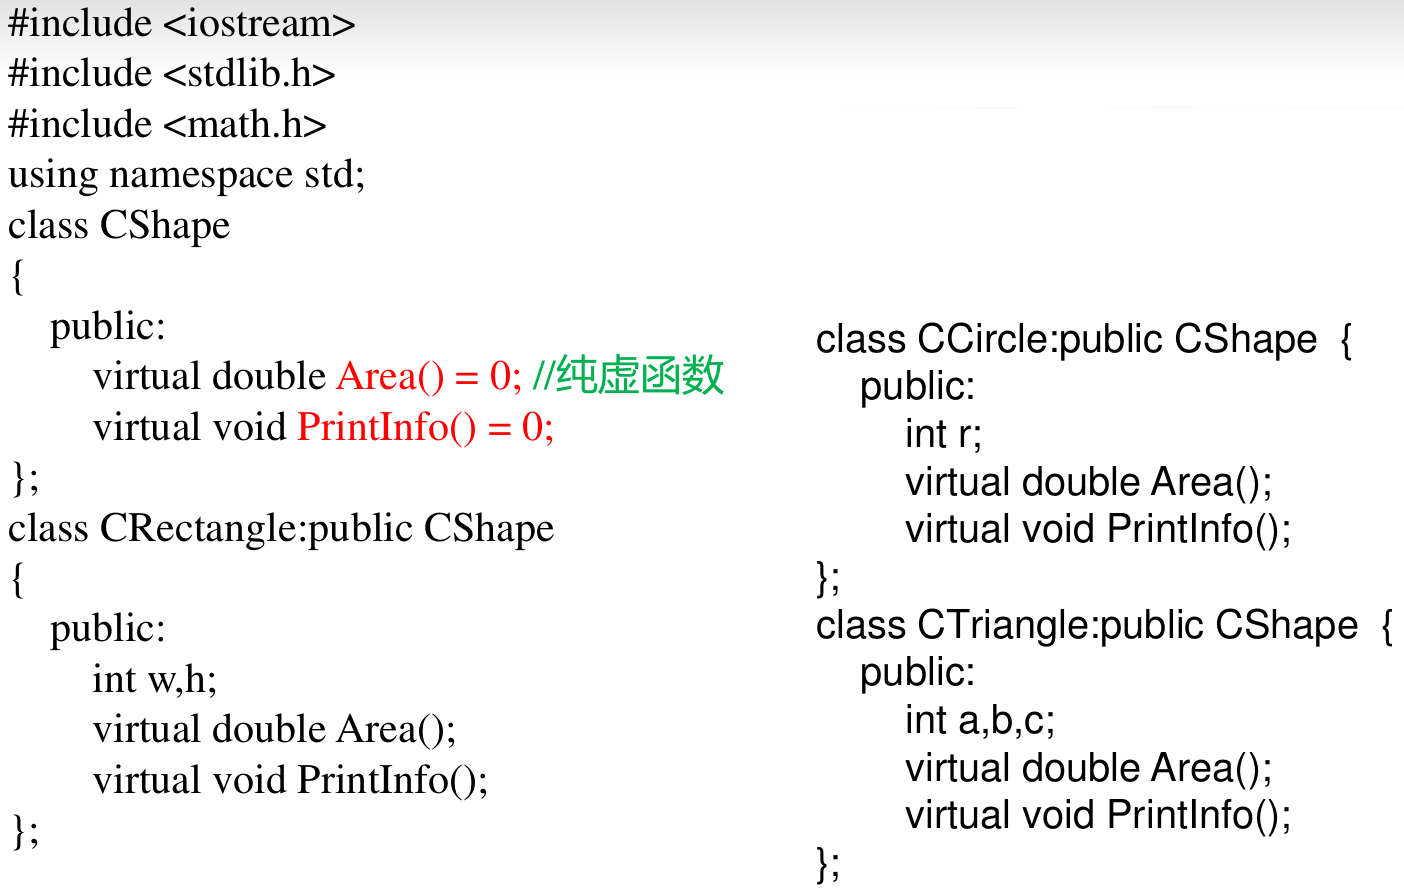 #include <iostream>
#include <stdlib.h>
#include <math.h>
using namespace std;
class CShape
{
public:
virtual double Area() = 0; //纯虚函数
virtual void PrintInfo() = 0;
};
class CRectangle:public CShape
{
public:
int w,h;
virtual double Area();
virtual void PrintInfo();
};
class CCircle:public CShape {
public:
int r;
virtual double Area();
virtual void PrintInfo();
};
class CTriangle:public CShape {
public:
int a,b,c;
virtual double Area();
virtual void PrintInfo();
};